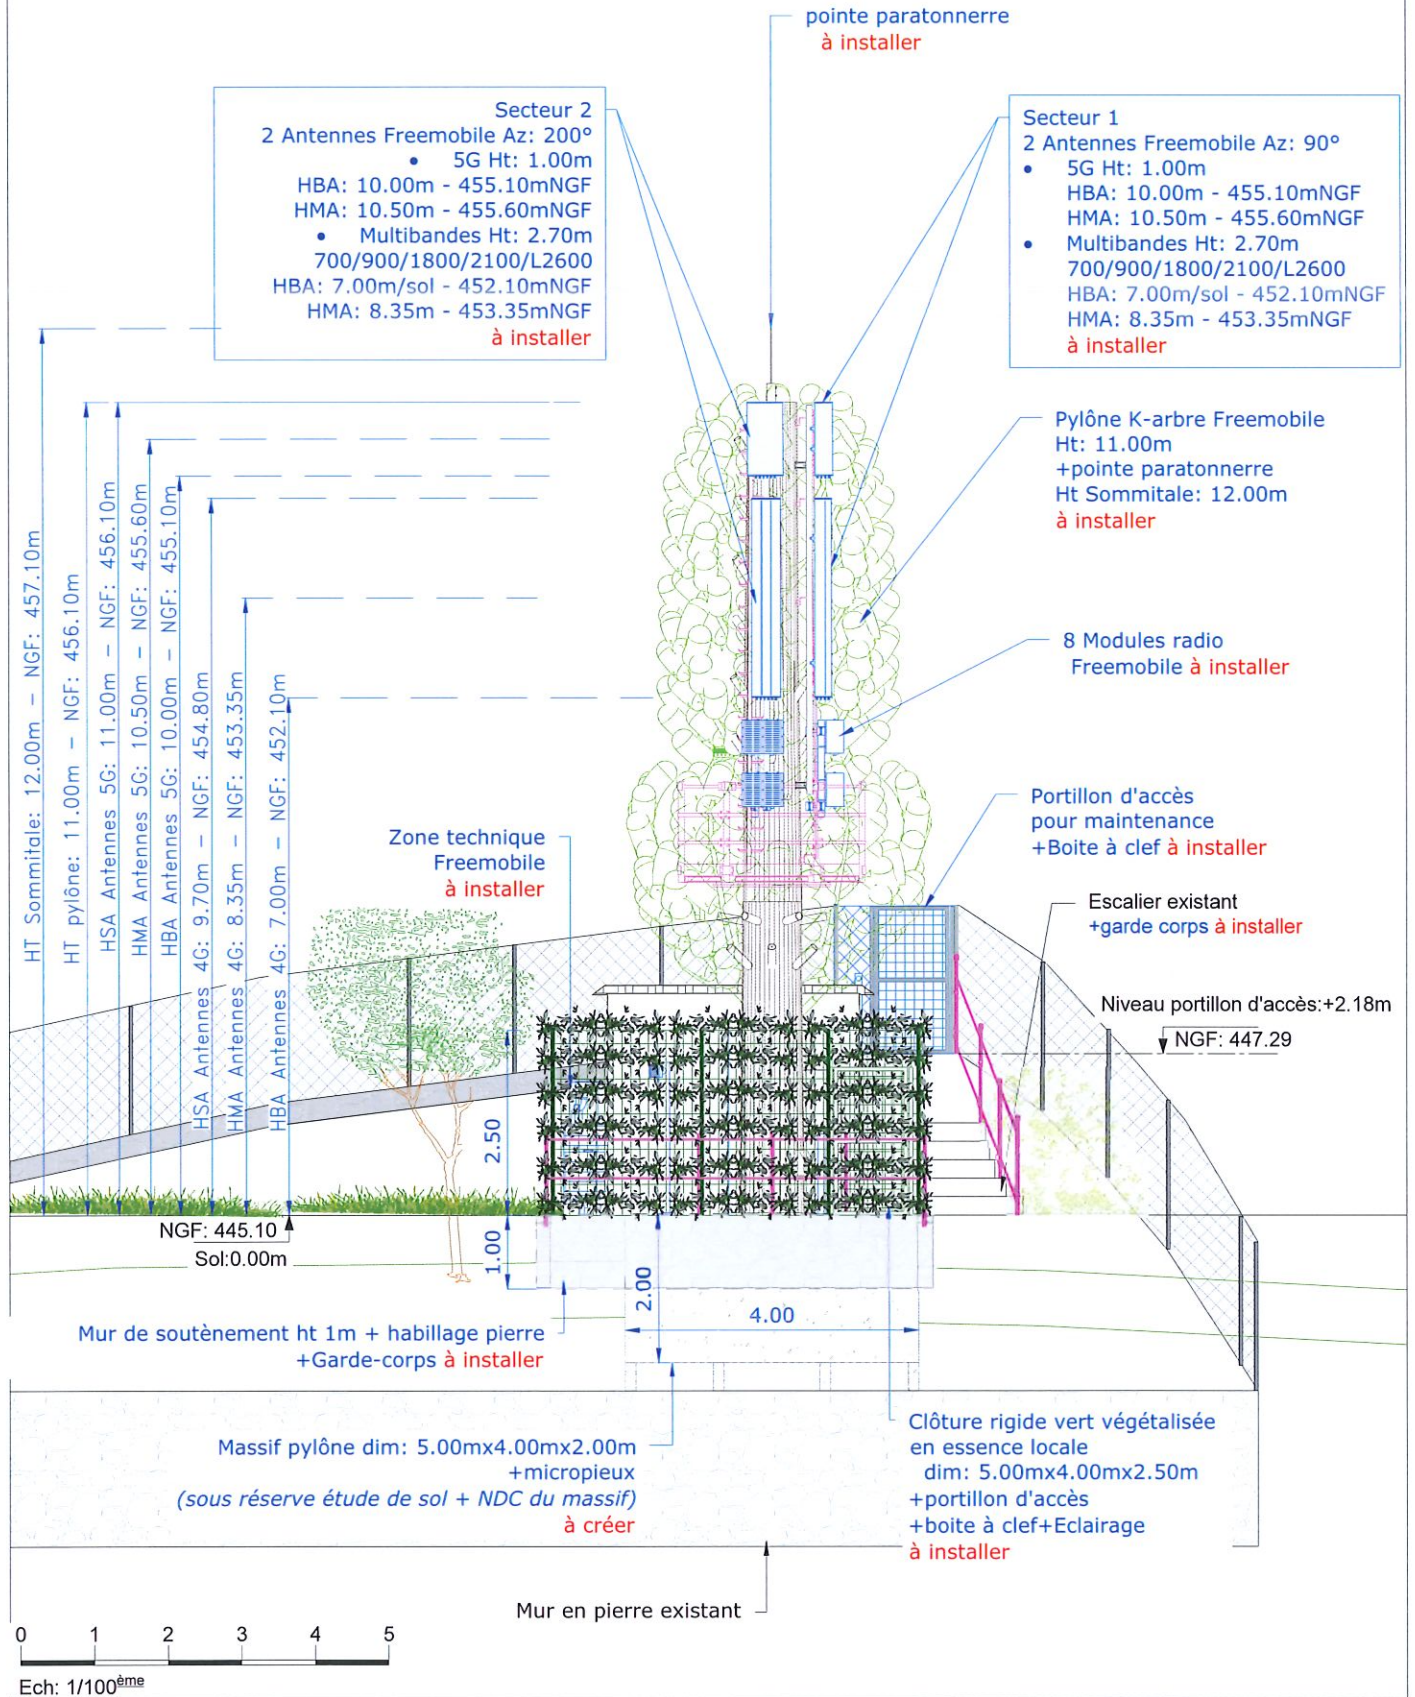 pointe paratonnerre
à installer
Secteur 2
2 Antennes Freemobile Az: 200°
• 5G Ht: 1.00m
HBA: 10.00m - 455.10mNGF
HMA: 10.50m - 455.60mNGF
• Multibandes Ht: 2.70m
700/900/1800/2100/L2600
HBA: 7.00m/sol - 452.10mNGF
HMA: 8.35m - 453.35mNGF
à installer
Secteur 1
2 Antennes Freemobile Az: 90°
• 5G Ht: 1.00m
HBA: 10.00m - 455.10mNGF
HMA: 10.50m - 455.60mNGF
• Multibandes Ht: 2.70m
700/900/1800/2100/L2600
HBA: 7.00m/sol - 452.10mNGF
HMA: 8.35m - 453.35mNGF
à installer
Pylône K-arbre Freemobile
Ht: 11.00m
+pointe paratonnerre
Ht Sommitale: 12.00m
à installer
HT Sommitale: 12.00m – NGF: 457.10m
HT pylône: 11.00m – NGF: 456.10m
HSA Antennes 5G: 11.00m – NGF: 456.10m
HMA Antennes 5G: 10.50m – NGF: 455.60m
HBA Antennes 5G: 10.00m – NGF: 455.10m
HSA Antennes 4G: 9.70m – NGF: 454.80m
HMA Antennes 4G: 8.35m – NGF: 453.35m
HBA Antennes 4G: 7.00m – NGF: 452.10m
8 Modules radio
Freemobile à installer
Zone technique
Freemobile
à installer
Portillon d'accès
pour maintenance
+Boite à clef à installer
Escalier existant
+garde corps à installer
Niveau portillon d'accès:+2.18m
NGF: 447.29
2.50
NGF: 445.10
Sol:0.00m
1.00
2.00
4.00
Mur de soutènement ht 1m + habillage pierre
+Garde-corps à installer
Massif pylône dim: 5.00mx4.00mx2.00m
+micropieux
(sous réserve étude de sol + NDC du massif)
à créer
Clôture rigide vert végétalisée
en essence locale
dim: 5.00mx4.00mx2.50m
+portillon d'accès
+boite à clef+Eclairage
à installer
Mur en pierre existant
0 1 2 3 4 5
Ech: 1/100ème